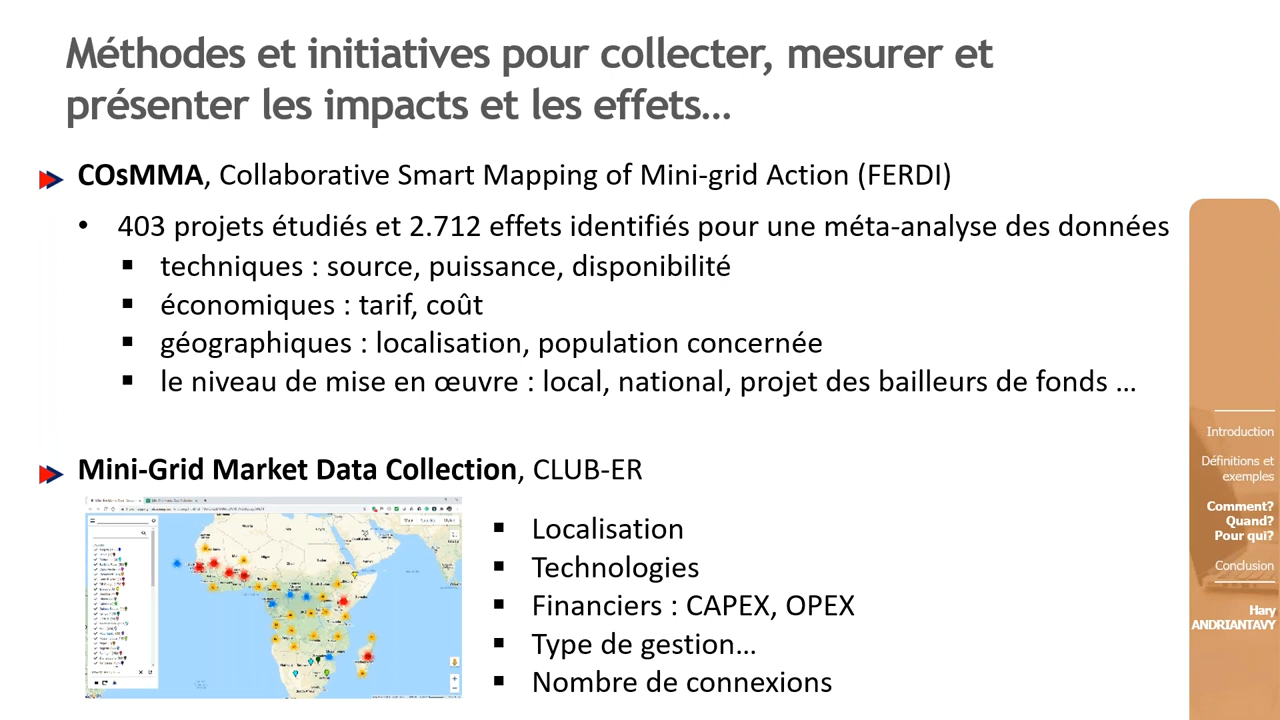 Méthodes et initiatives pour collecter, mesurer et
présenter les impacts et les effets…
COsMMA, Collaborative Smart Mapping of Mini-grid Action (FERDI)
• 403 projets étudiés et 2.712 effets identifiés pour une méta-analyse des données
▪ techniques : source, puissance, disponibilité
▪ économiques : tarif, coût
▪ géographiques : localisation, population concernée
▪ le niveau de mise en œuvre : local, national, projet des bailleurs de fonds …
Mini-Grid Market Data Collection, CLUB-ER
▪ Localisation
▪ Technologies
▪ Financiers : CAPEX, OPEX
▪ Type de gestion…
▪ Nombre de connexions
Introduction
Définitions et
exemples
Comment?
Quand?
Pour qui?
Conclusion
Hary
ANDRIANTAVY